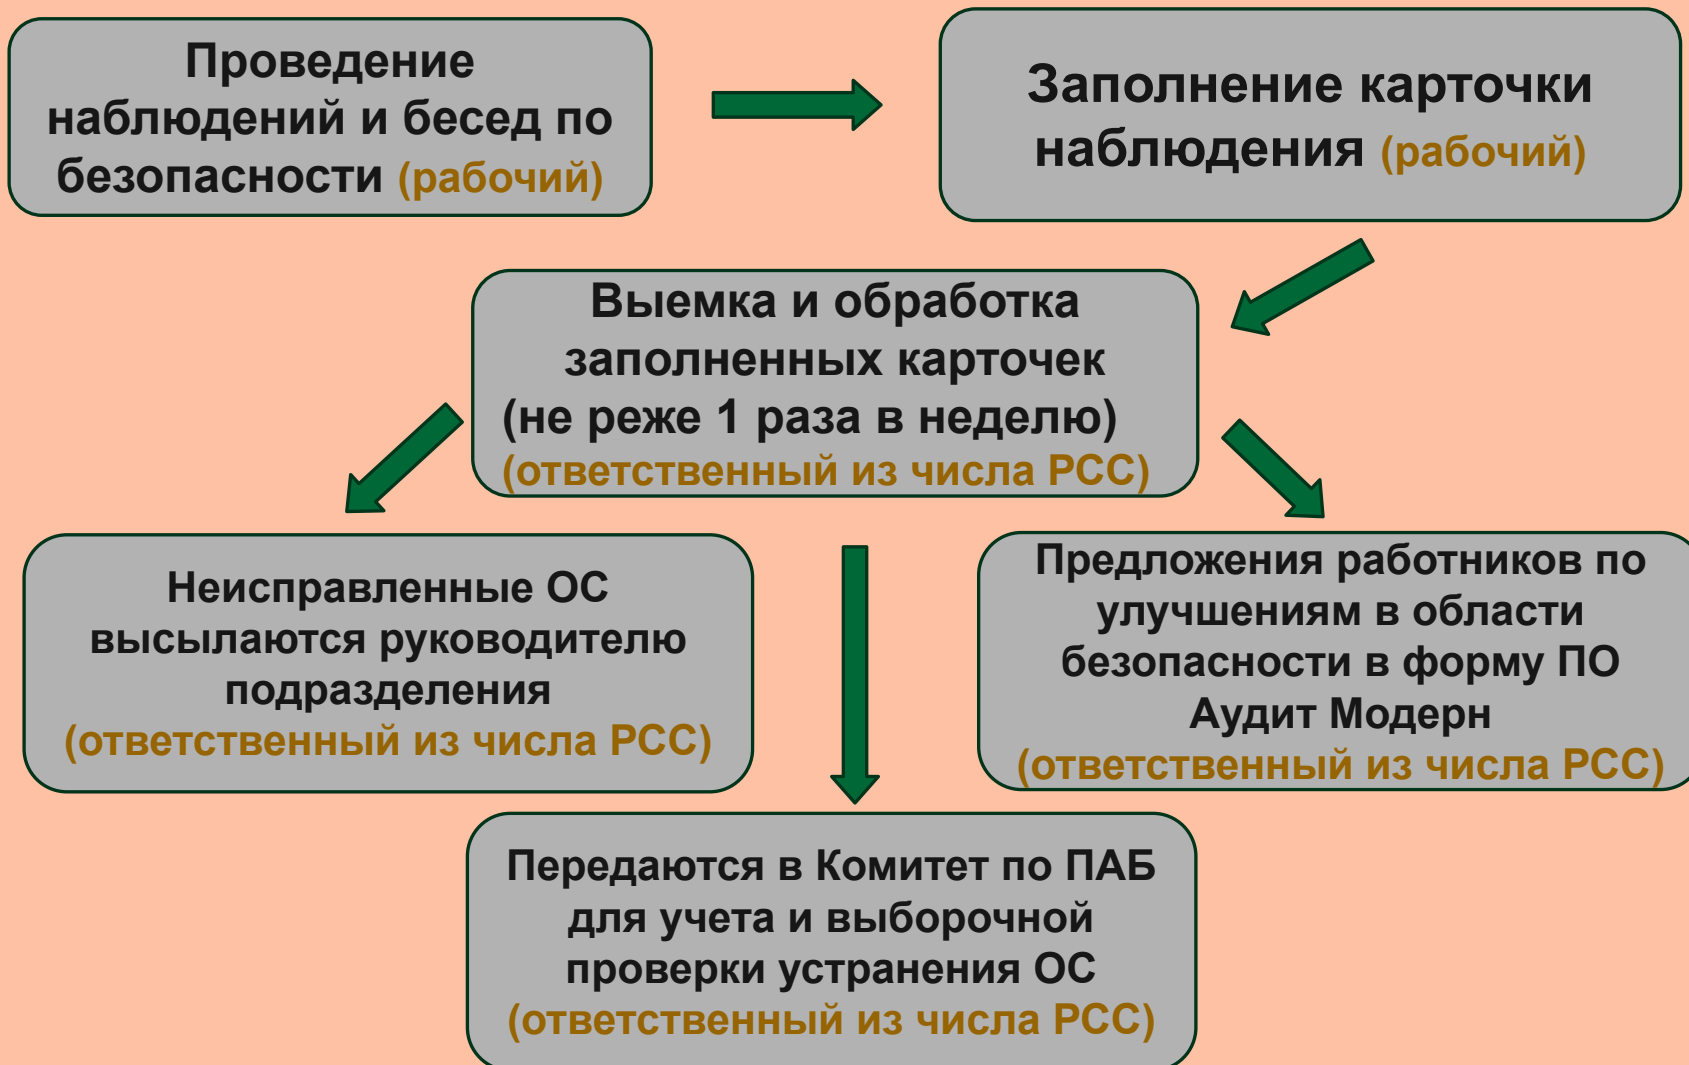 Проведение
наблюдений и бесед по
безопасности (рабочий)
Заполнение карточки
наблюдения (рабочий)
Выемка и обработка
заполненных карточек
(не реже 1 раза в неделю)
(ответственный из числа РСС)
Неисправленные ОС
высылаются руководителю
подразделения
(ответственный из числа РСС)
Предложения работников по
улучшениям в области
безопасности в форму ПО
Аудит Модерн
(ответственный из числа РСС)
Передаются в Комитет по ПАБ
для учета и выборочной
проверки устранения ОС
(ответственный из числа РСС)